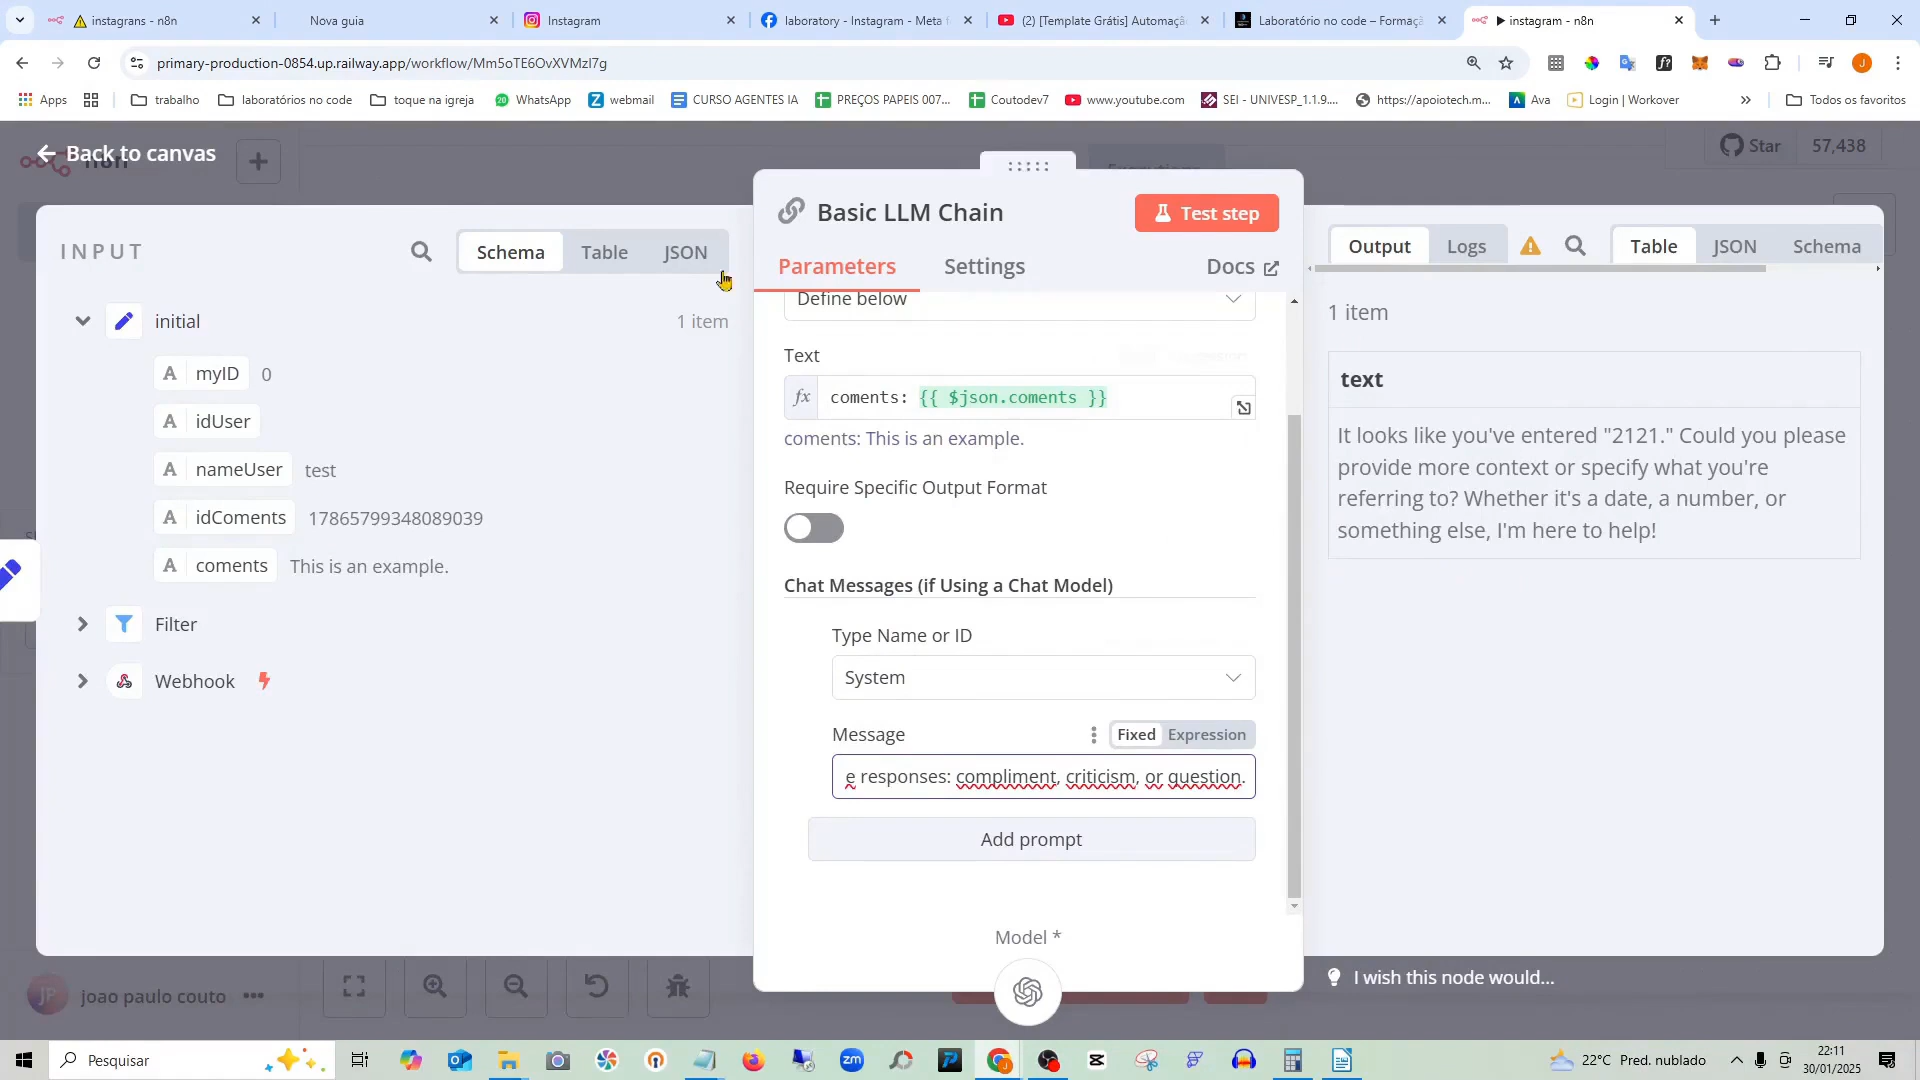 instagrans - n8n
Nova guia
Instagram
laboratory - Instagram - Meta f
(2) [Template Grátis] Automaçã
Laboratório no code – Formaçã
instagram - n8n
primary-production-0854.up.railway.app/workflow/Mm5oTE6OvXVMzI7g
Apps
trabalho
laboratórios no code
toque na igreja
WhatsApp
webmail
CURSO AGENTES IA
PREÇOS PAPEIS 007...
Coutodev7
www.youtube.com
SEI - UNIVESP_1.1.9....
https://apoiotech.m...
Ava
Login | Workover
Todos os favoritos
Back to canvas
n8n
Executions
Star
57,438
INPUT
Schema
Table
JSON
initial
1 item
myID 0
idUser
nameUser test
idComents 17865799348089039
coments This is an example.
Filter
Webhook
Basic LLM Chain
Test step
Parameters
Settings
Docs
Define below
Text
fx coments: {{ $json.coments }}
coments: This is an example.
Require Specific Output Format
Chat Messages (if Using a Chat Model)
Type Name or ID
System
Message
Fixed
Expression
e responses: compliment, criticism, or question.
Add prompt
Model *
Output
Logs
Table
JSON
Schema
1 item
text
It looks like you've entered "2121." Could you please
provide more context or specify what you're
referring to? Whether it's a date, a number, or
something else, I'm here to help!
I wish this node would...
JP
joao paulo couto
Pesquisar
22°C Pred. nublado
22:11
30/01/2025